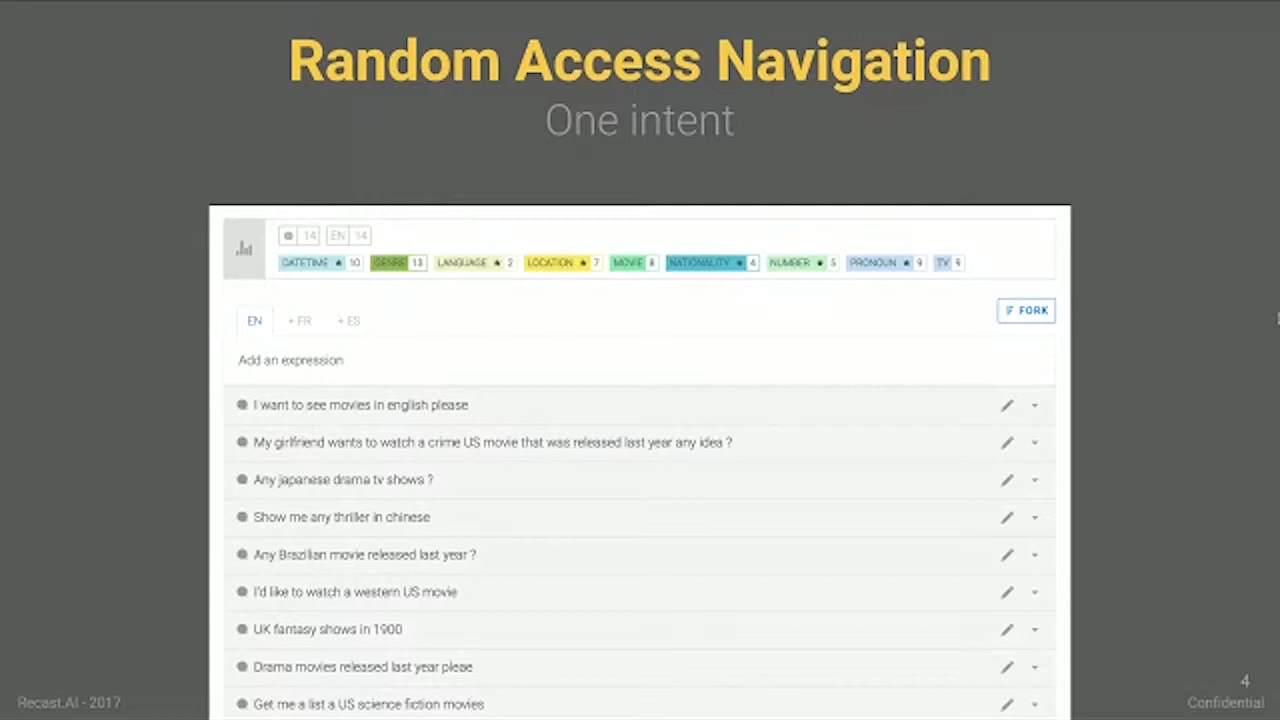 Random Access Navigation
One intent
14 EN 14
DATETIME ★ 10 GENRE 13 LANGUAGE ★ 2 LOCATION ★ 7 MOVIE 8 NATIONALITY ★ 4 NUMBER ★ 5 PRONOUN ★ 9 TV 9
EN + FR + ES
FORK
Add an expression
I want to see movies in english please
My girlfriend wants to watch a crime US movie that was released last year any idea ?
Any japanese drama tv shows ?
Show me any thriller in chinese
Any Brazilian movie released last year ?
I'd like to watch a western US movie
UK fantasy shows in 1900
Drama movies released last year pleae
Get me a list a US science fiction movies
4
Recast.AI - 2017
Confidential